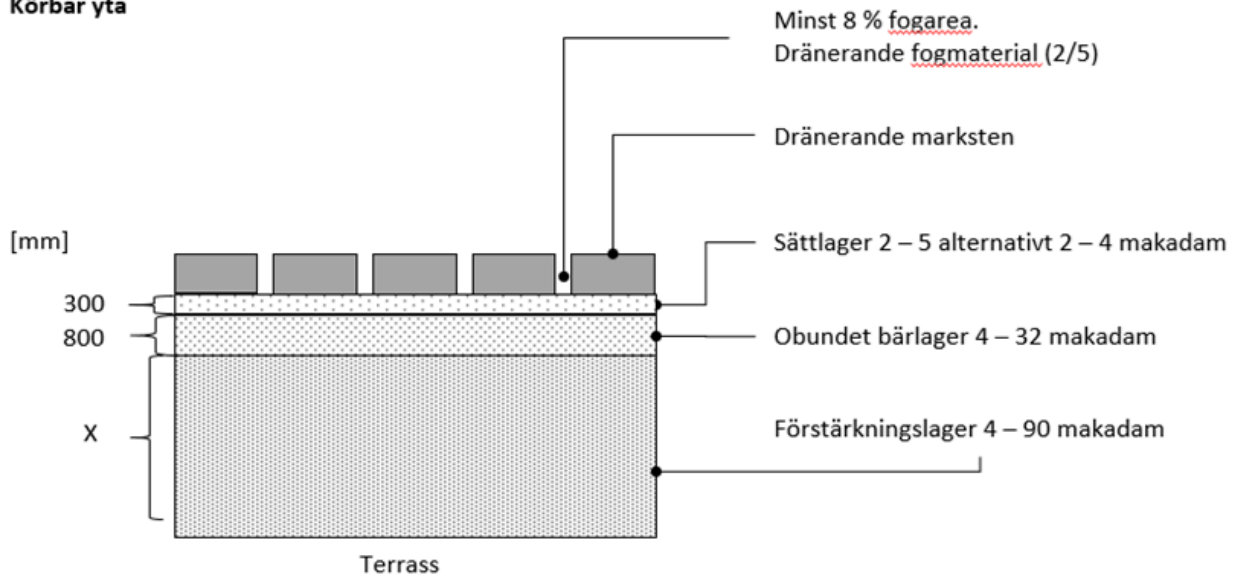 Körbar yta
Minst 8 % fogarea.
Dränerande fogmaterial (2/5)
Dränerande marksten
[mm]
Sättlager 2 – 5 alternativt 2 – 4 makadam
300
800
Obundet bärlager 4 – 32 makadam
X
Förstärkningslager 4 – 90 makadam
Terrass